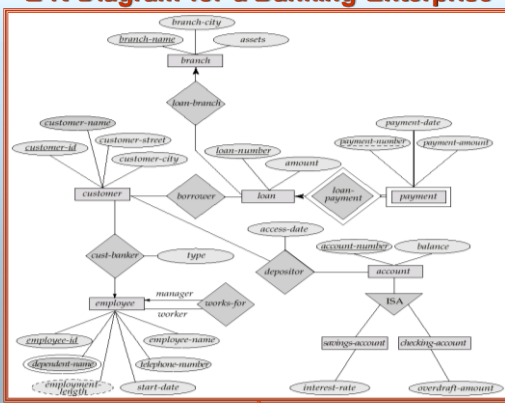 E-R Diagram for a Banking Enterprise
branch-city
branch-name
assets
branch
loan-branch
customer-name
customer-street
customer-id
customer-city
loan-number
amount
payment-date
payment-number
payment-amount
customer
borrower
loan
loan-
payment
payment
access-date
account-number
balance
cust-banker
type
depositor
account
ISA
manager
employee
works-for
worker
employee-id
employee-name
dependent-name
telephone-number
employment-
length
start-date
savings-account
checking-account
interest-rate
overdraft-amount